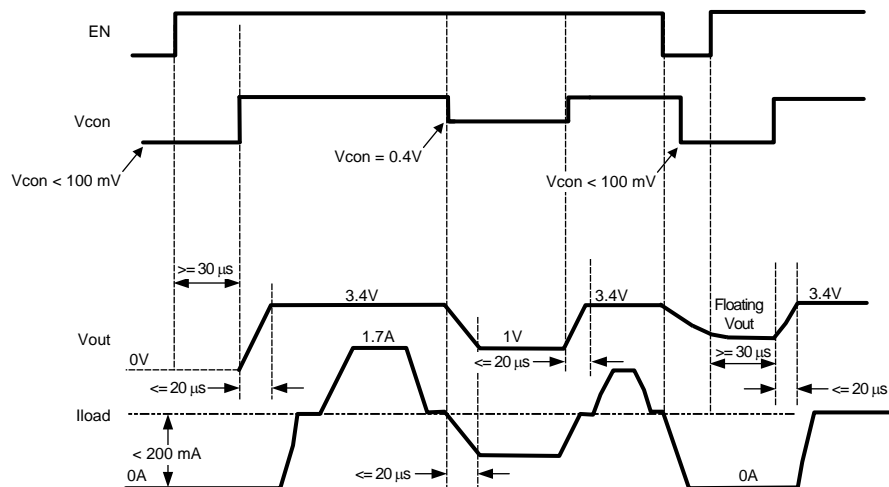 EN
Vcon
Vcon = 0.4V
Vcon < 100 mV
Vcon < 100 mV
>= 30 µs
3.4V
3.4V
Floating
Vout
3.4V
Vout
1.7A
1V
0V
<= 20 µs
>= 30 µs
<= 20 µs
<= 20 µs
Iload
< 200 mA
<= 20 µs
0A
0A